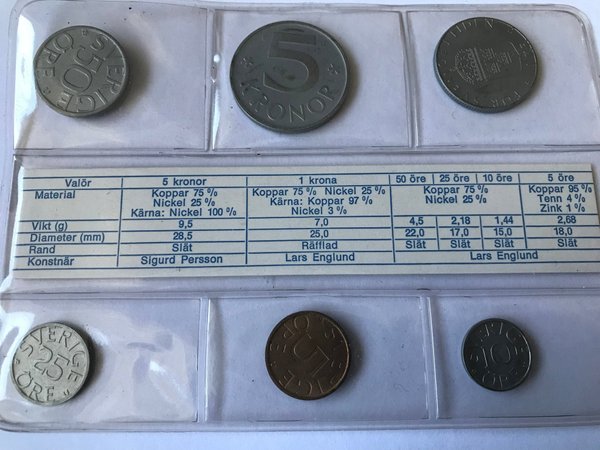 SVERIGE
50
ÖRE
5
KRONOR
SVERIGE
Valör 5 kronor 1 krona 50 öre 25 öre 10 öre 5 öre
Material Koppar 75 % Koppar 75 % Nickel 25 % Koppar 75 % Koppar 95 %
Nickel 25 % Kärna: Koppar 97 % Nickel 25 % Tenn 4 %
Kärna: Nickel 100 % Nickel 3 % Zink 1 %
Vikt (g) 9,5 7,0 4,5 2,18 1,44 2,68
Diameter (mm) 28,5 25,0 22,0 17,0 15,0 18,0
Rand Slät Räfflad Slät Slät Slät Slät
Konstnär Sigurd Persson Lars Englund Lars Englund
SVERIGE
25
ÖRE
SVERIGE
5
ÖRE
SVERIGE
10
ÖRE